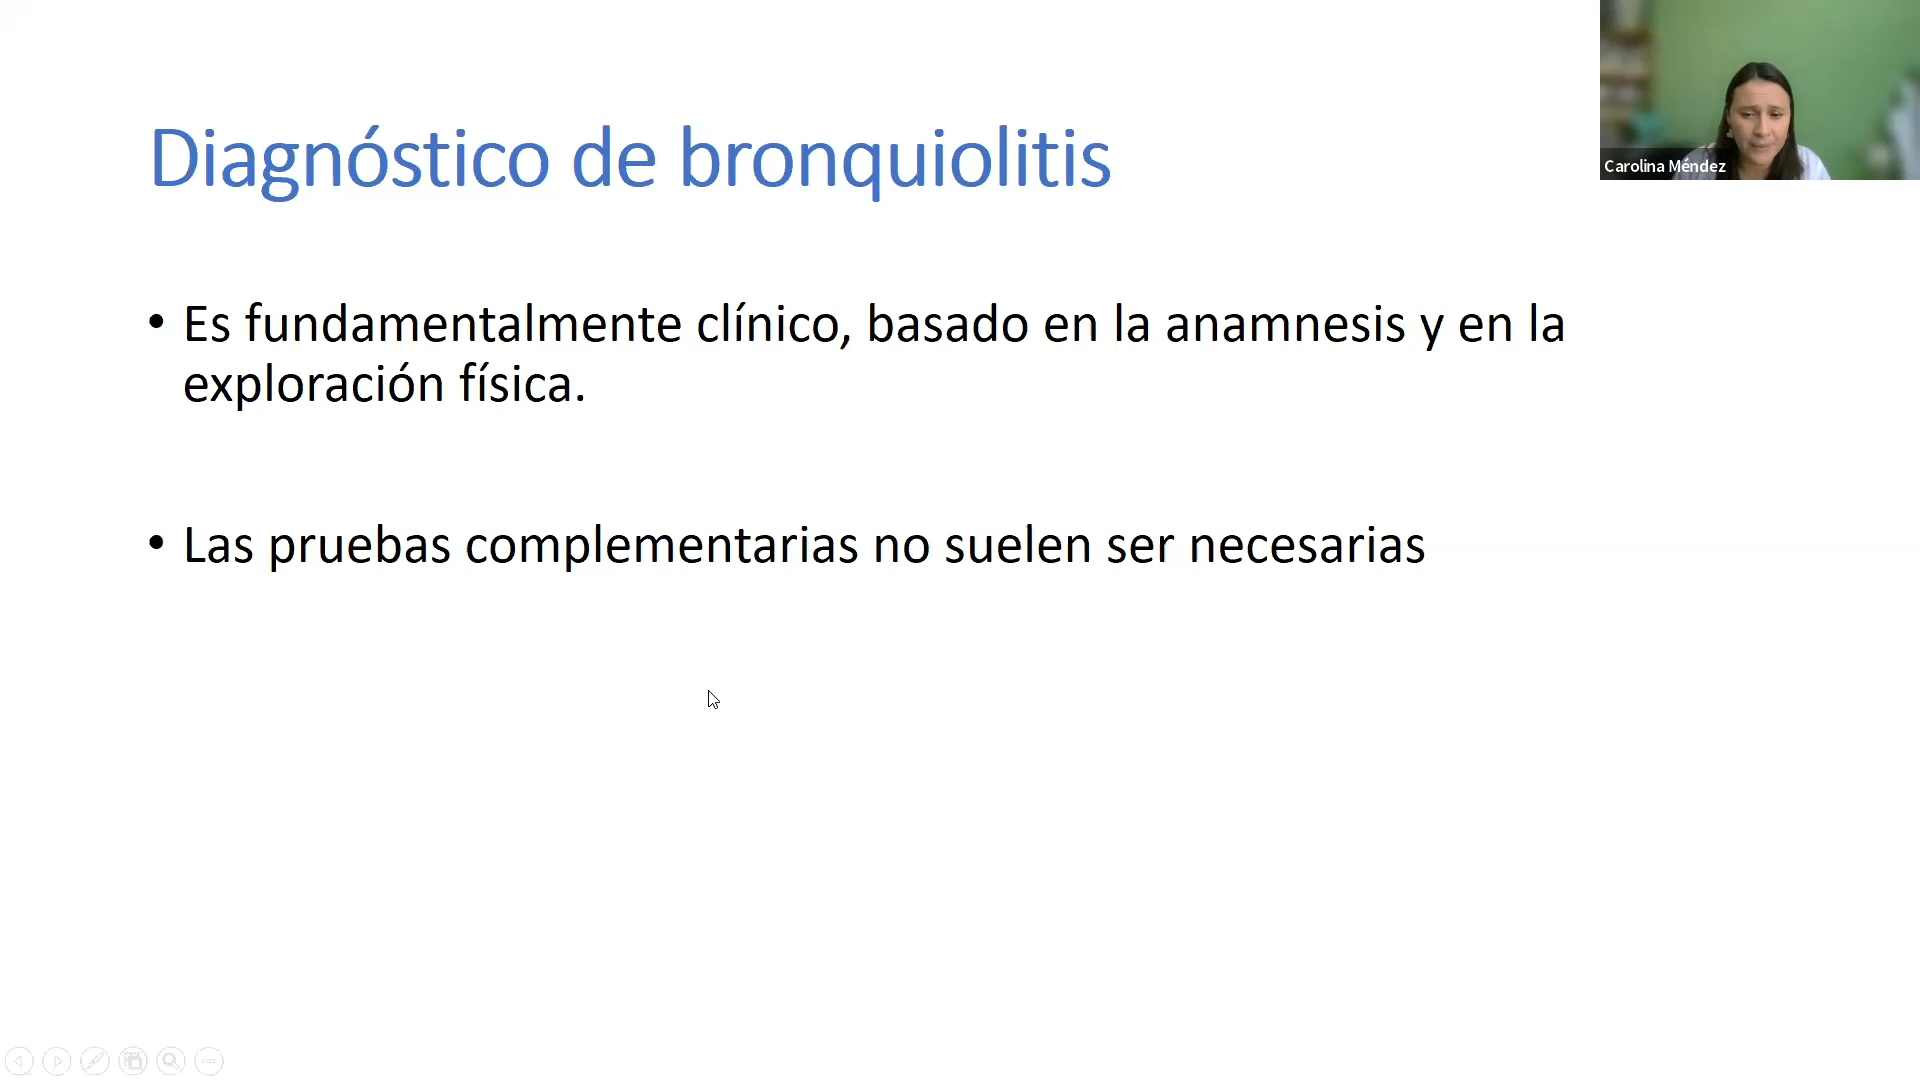 Diagnóstico de bronquiolitis
Carolina Méndez
• Es fundamentalmente clínico, basado en la anamnesis y en la
exploración física.
• Las pruebas complementarias no suelen ser necesarias